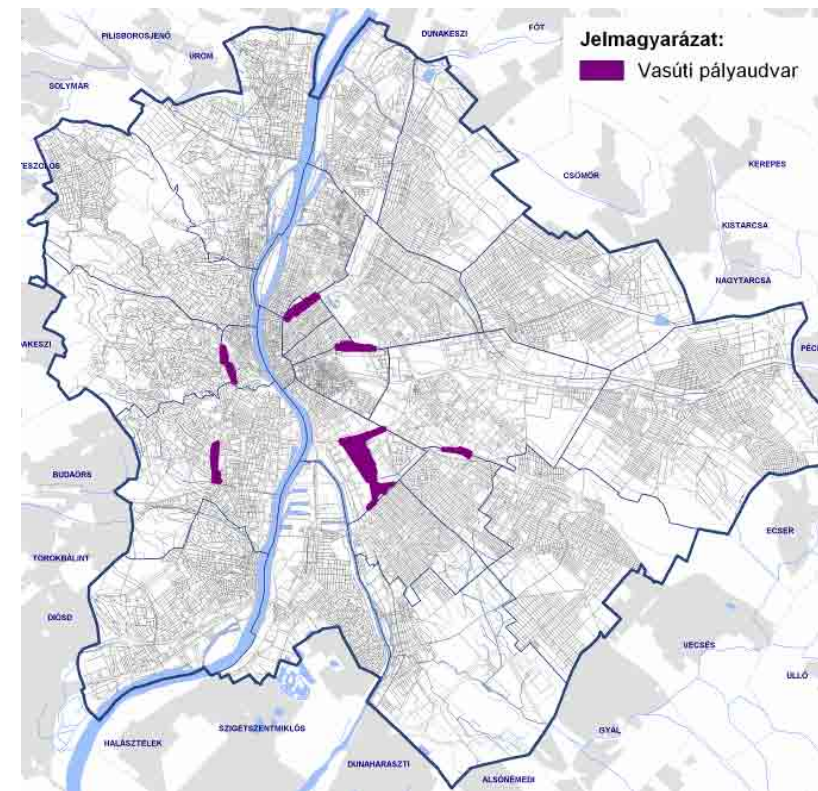 Jelmagyarázat:
Vasúti pályaudvar
PILISBOROSJENŐ
ÜRÖM
DUNAKESZI
FÓT
SOLYMÁR
CSÖMÖR
KEREPES
KISTARCSA
NAGYTARCSA
BUDAÖRS
TÖRÖKBÁLINT
DIÓSD
ECSER
VECSÉS
ÜLLŐ
GYÁL
SZIGETSZENTMIKLÓS
HALÁSZTELEK
DUNAHARASZTI
ALSÓNÉMEDI